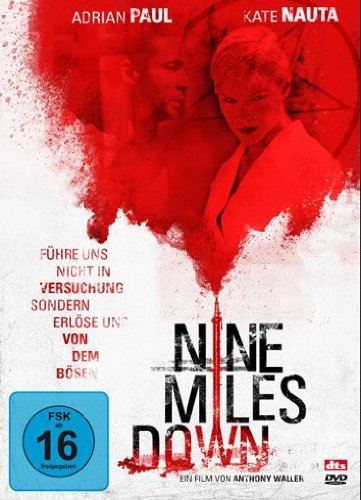 ADRIAN PAUL KATE NAUTA
FÜHRE UNS
NICHT IN
VERSUCHUNG
SONDERN
ERLÖSE UNS
VON
DEM
BÖSEN
NINE
MILES
DOWN
FSK
ab
16
freigegeben
EIN FILM VON ANTHONY WALLER
dts
DVD